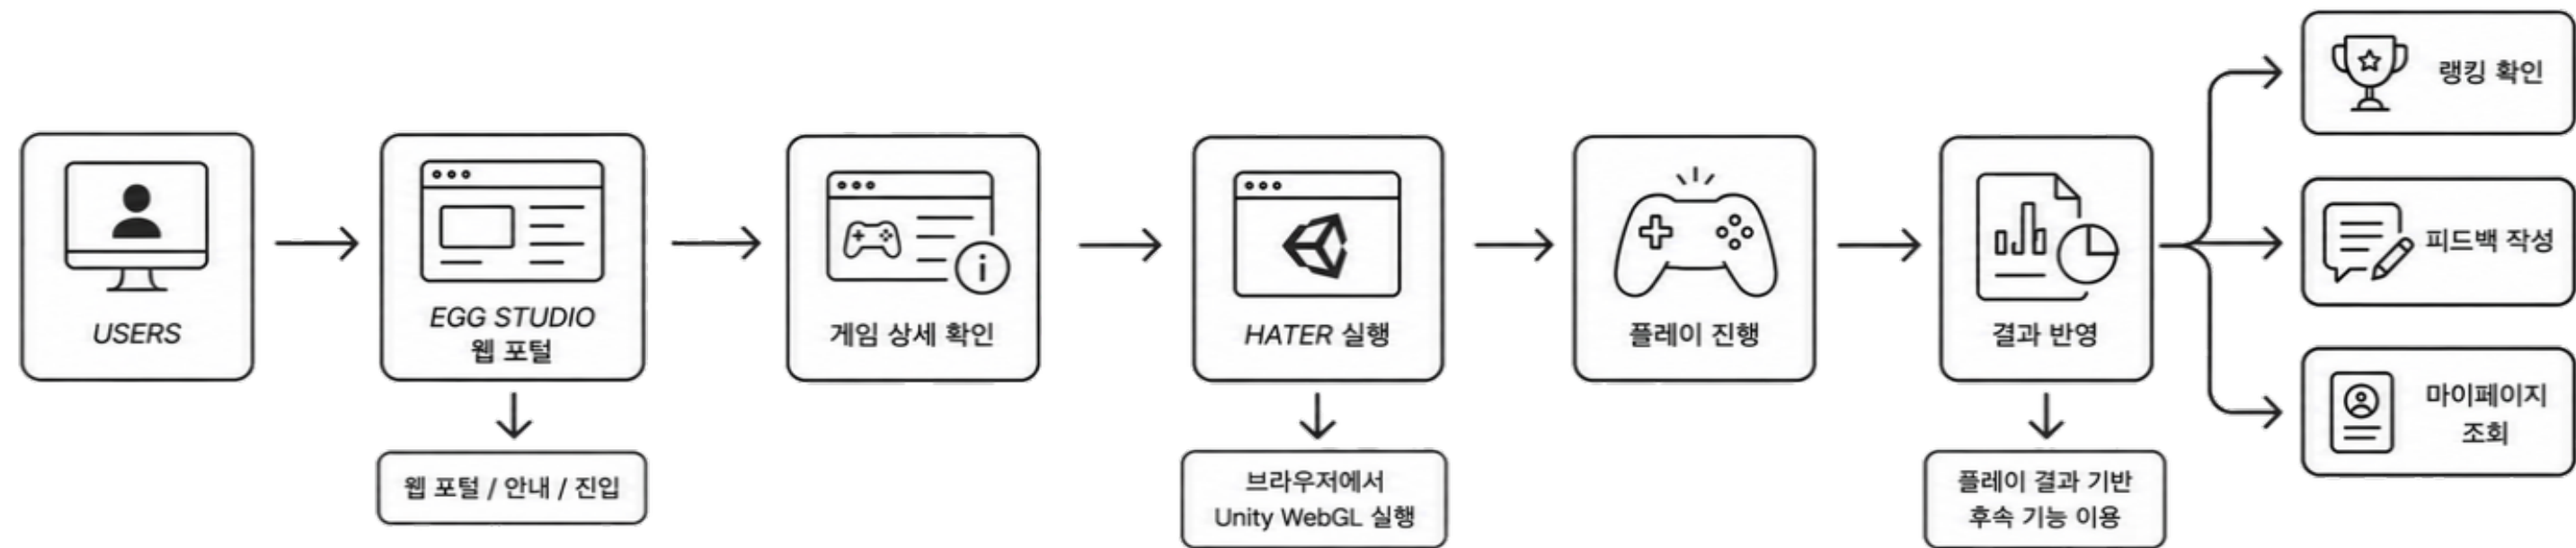 USERS
EGG STUDIO
웹 포털
웹 포털 / 안내 / 진입
게임 상세 확인
HATER 실행
브라우저에서
Unity WebGL 실행
플레이 진행
결과 반영
플레이 결과 기반
후속 기능 이용
랭킹 확인
피드백 작성
마이페이지
조회